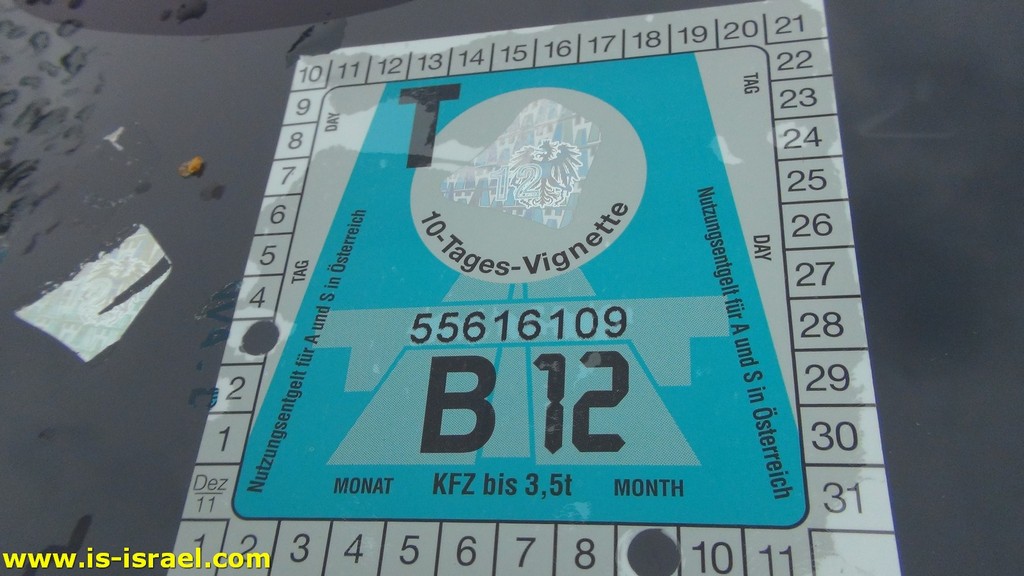 10 11 12 13 14 15 16 17 18 19 20 21
9 22
8 23
7 24
6 25
5 26
4 27
28
2 29
1 30
Dez
11
31
DAY
TAG
TAG
DAY
T
12
10-Tages-Vignette
Nutzungsentgelt für A und S in Österreich
Nutzungsentgelt für A und S in Österreich
55616109
B 12
MONAT KFZ bis 3,5t MONTH
1 2 3 4 5 6 7 8 10 11
www.is-israel.com